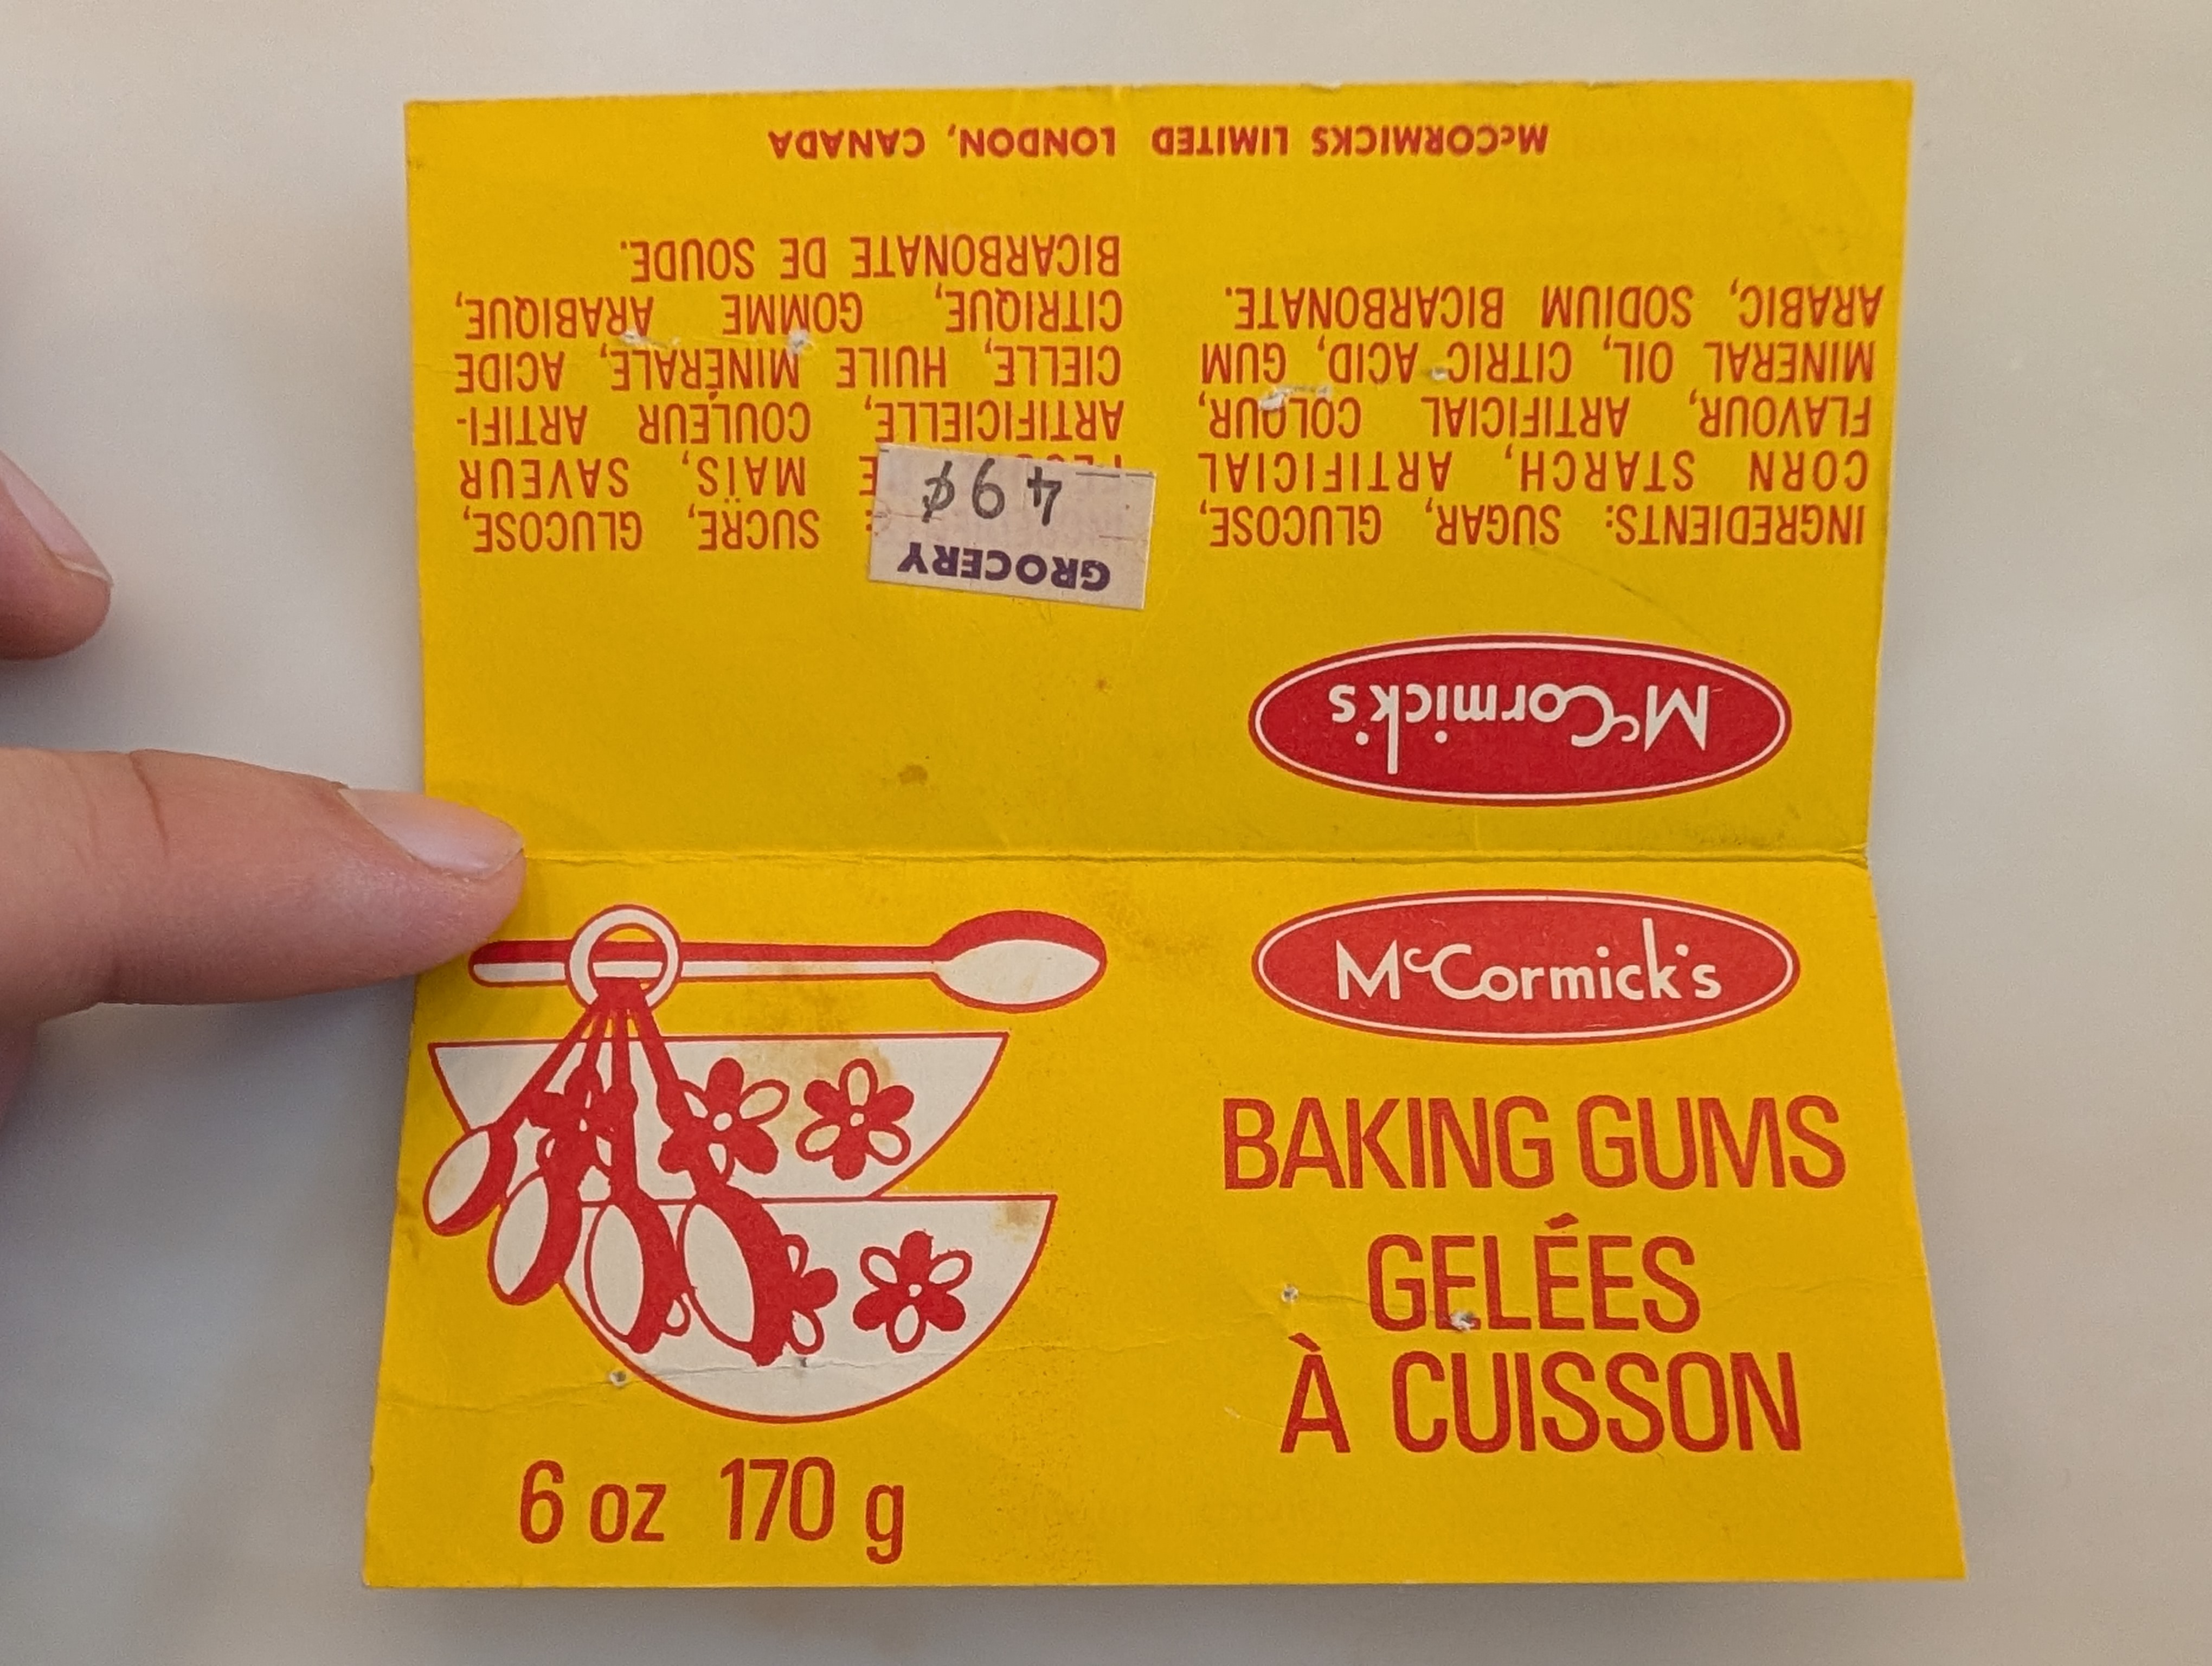 McCormick's
BAKING GUMS
GELÉES
À CUISSON
6 oz 170 g
McCormick's
INGREDIENTS: SUGAR, GLUCOSE,
CORN STARCH, ARTIFICIAL
FLAVOUR, ARTIFICIAL COLOUR,
MINERAL OIL, CITRIC ACID, GUM
ARABIC, SODIUM BICARBONATE.
GROCERY
49¢
SUCRE, GLUCOSE,
MAÏS, SAVEUR
ARTIFICIELLE, COULEUR ARTIFI-
CIELLE, HUILE MINÉRALE, ACIDE
CITRIQUE, GOMME ARABIQUE,
BICARBONATE DE SOUDE.
McCORMICKS LIMITED LONDON, CANADA